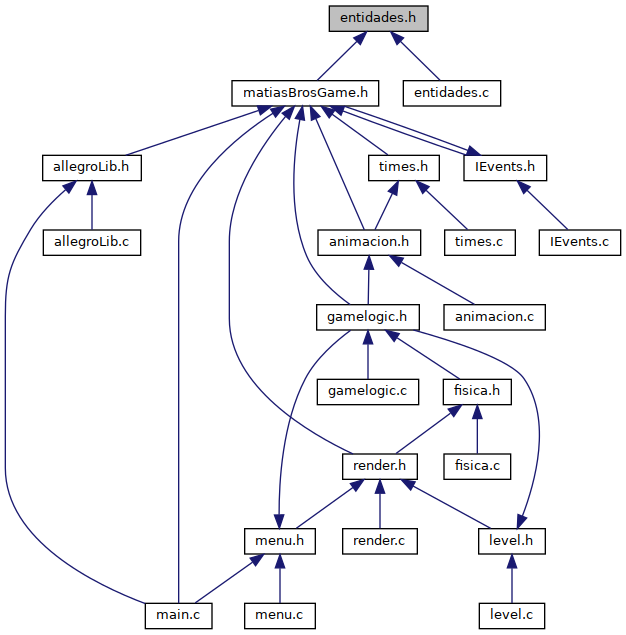 entidades.h
matiasBrosGame.h
entidades.c
allegroLib.h
times.h
IEvents.h
allegroLib.c
animacion.h
times.c
IEvents.c
gamelogic.h
animacion.c
gamelogic.c
fisica.h
render.h
fisica.c
menu.h
render.c
level.h
main.c
menu.c
level.c